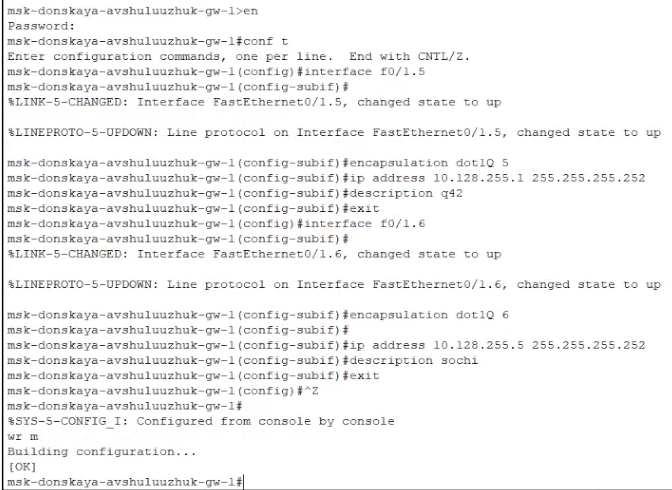 msk-donskaya-avshuluuzhuk-gw-1>en
Password:
msk-donskaya-avshuluuzhuk-gw-1#conf t
Enter configuration commands, one per line.  End with CNTL/Z.
msk-donskaya-avshuluuzhuk-gw-1(config)#interface f0/1.5
msk-donskaya-avshuluuzhuk-gw-1(config-subif)#
%LINK-5-CHANGED: Interface FastEthernet0/1.5, changed state to up
%LINEPROTO-5-UPDOWN: Line protocol on Interface FastEthernet0/1.5, changed state to up
msk-donskaya-avshuluuzhuk-gw-1(config-subif)#encapsulation dot1Q 5
msk-donskaya-avshuluuzhuk-gw-1(config-subif)#ip address 10.128.255.1 255.255.255.252
msk-donskaya-avshuluuzhuk-gw-1(config-subif)#description q42
msk-donskaya-avshuluuzhuk-gw-1(config-subif)#exit
msk-donskaya-avshuluuzhuk-gw-1(config)#interface f0/1.6
msk-donskaya-avshuluuzhuk-gw-1(config-subif)#
%LINK-5-CHANGED: Interface FastEthernet0/1.6, changed state to up
%LINEPROTO-5-UPDOWN: Line protocol on Interface FastEthernet0/1.6, changed state to up
msk-donskaya-avshuluuzhuk-gw-1(config-subif)#encapsulation dot1Q 6
msk-donskaya-avshuluuzhuk-gw-1(config-subif)#
msk-donskaya-avshuluuzhuk-gw-1(config-subif)#ip address 10.128.255.5 255.255.255.252
msk-donskaya-avshuluuzhuk-gw-1(config-subif)#description sochi
msk-donskaya-avshuluuzhuk-gw-1(config-subif)#exit
msk-donskaya-avshuluuzhuk-gw-1(config)#^Z
msk-donskaya-avshuluuzhuk-gw-1#
%SYS-5-CONFIG_I: Configured from console by console
wr m
Building configuration...
[OK]
msk-donskaya-avshuluuzhuk-gw-1#